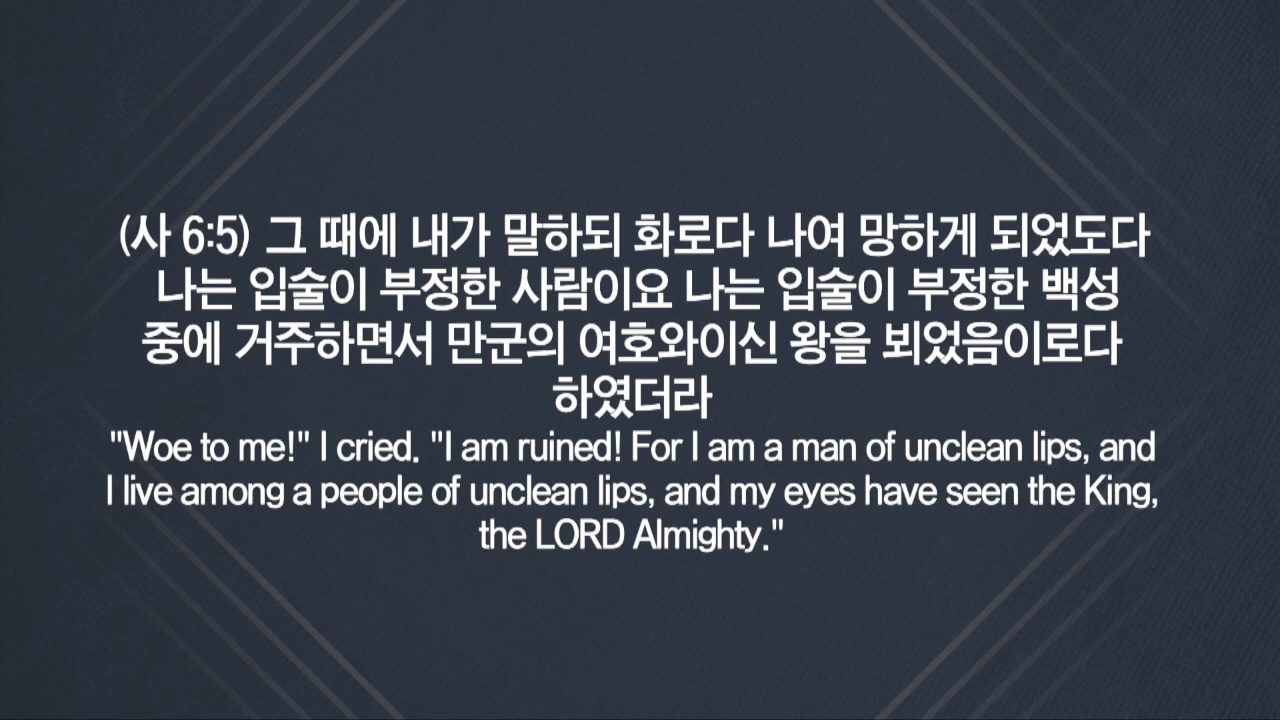 (사 6:5) 그 때에 내가 말하되 화로다 나여 망하게 되었도다
나는 입술이 부정한 사람이요 나는 입술이 부정한 백성
중에 거주하면서 만군의 여호와이신 왕을 뵈었음이로다
하였더라
"Woe to me!" I cried. "I am ruined! For I am a man of unclean lips, and
I live among a people of unclean lips, and my eyes have seen the King,
the LORD Almighty."